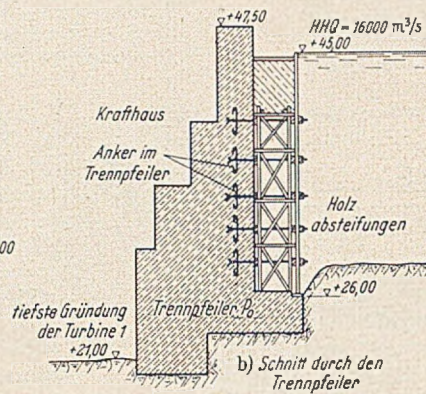 +47,50
HHQ = 16000 m³/s
+45,00
Krafthaus
Anker im
Trennpfeiler
Holz
absteifungen
00
+26,00
tiefste Gründung
der Turbine 1
+21,00
Trennpfeiler P₀
b) Schnitt durch den
Trennpfeiler